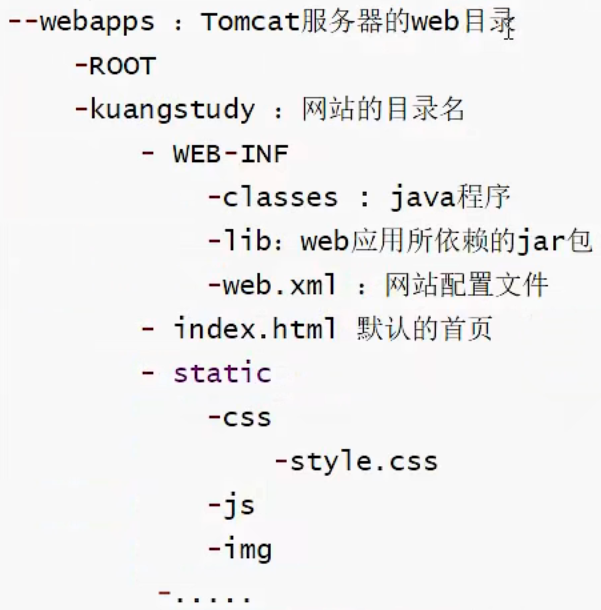 --webapps ：Tomcat服务器的web目录
-ROOT
-kuangstudy ：网站的目录名
- WEB-INF
-classes : java程序
-lib：web应用所依赖的jar包
-web.xml ：网站配置文件
- index.html 默认的首页
- static
-css
-style.css
-js
-img
-.....